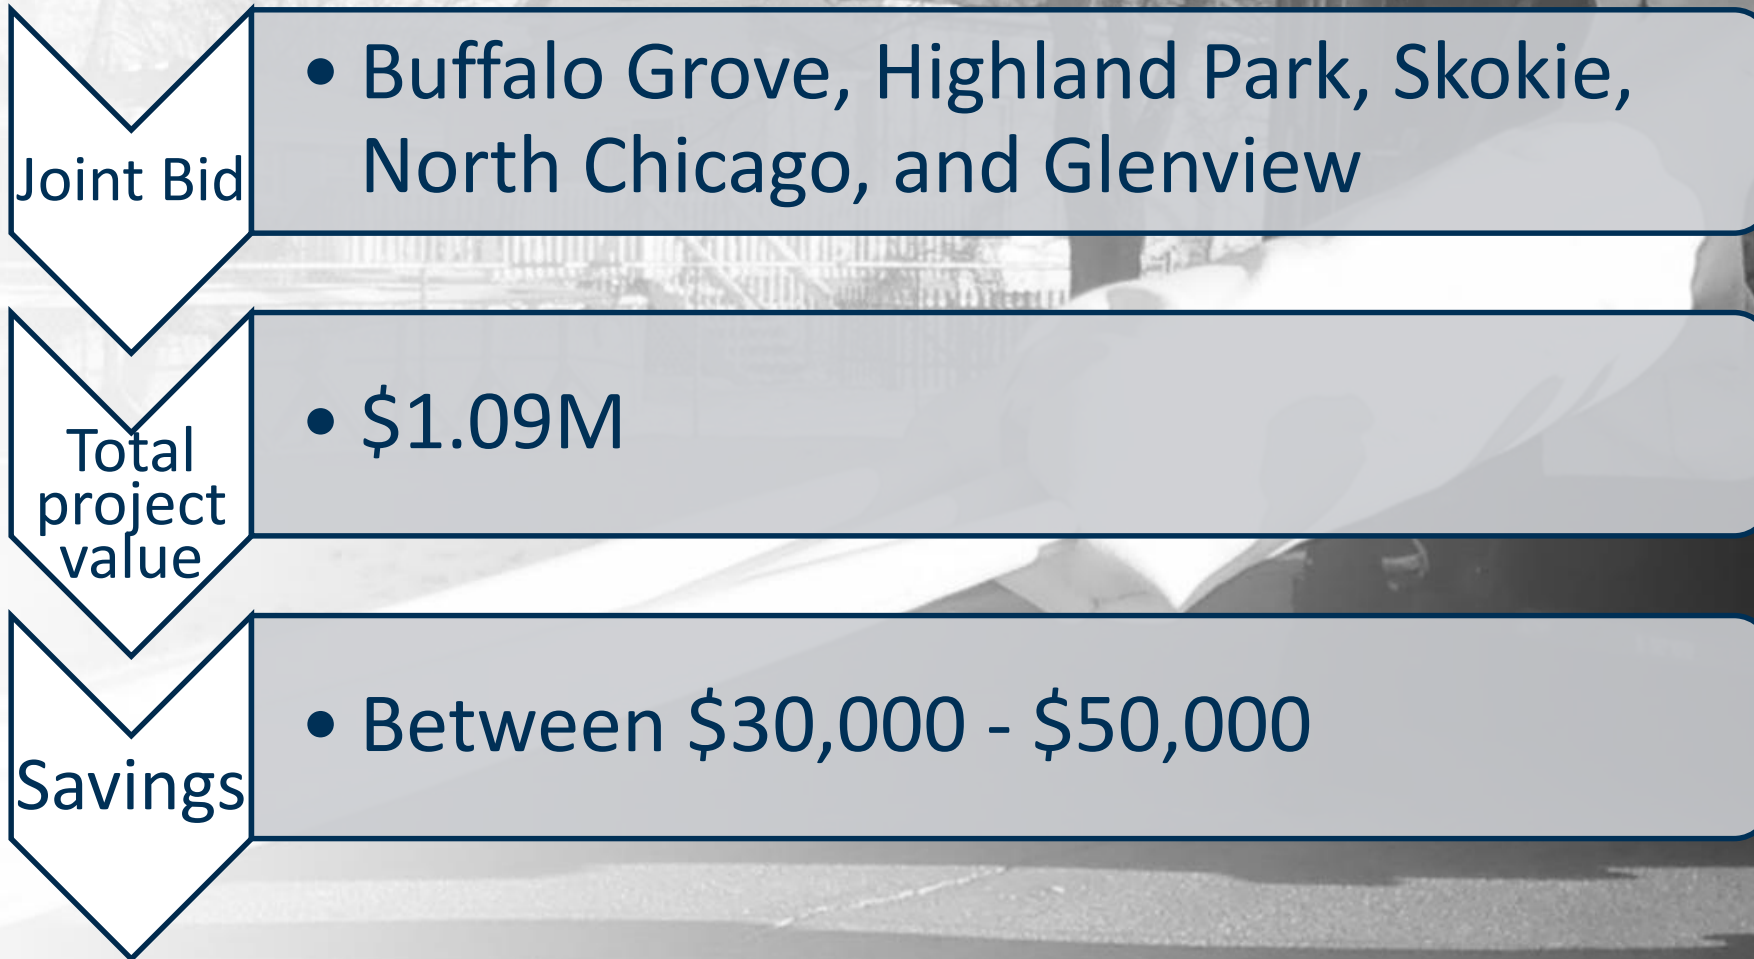 Joint Bid
• Buffalo Grove, Highland Park, Skokie,
North Chicago, and Glenview
Total
project
value
• $1.09M
Savings
• Between $30,000 - $50,000